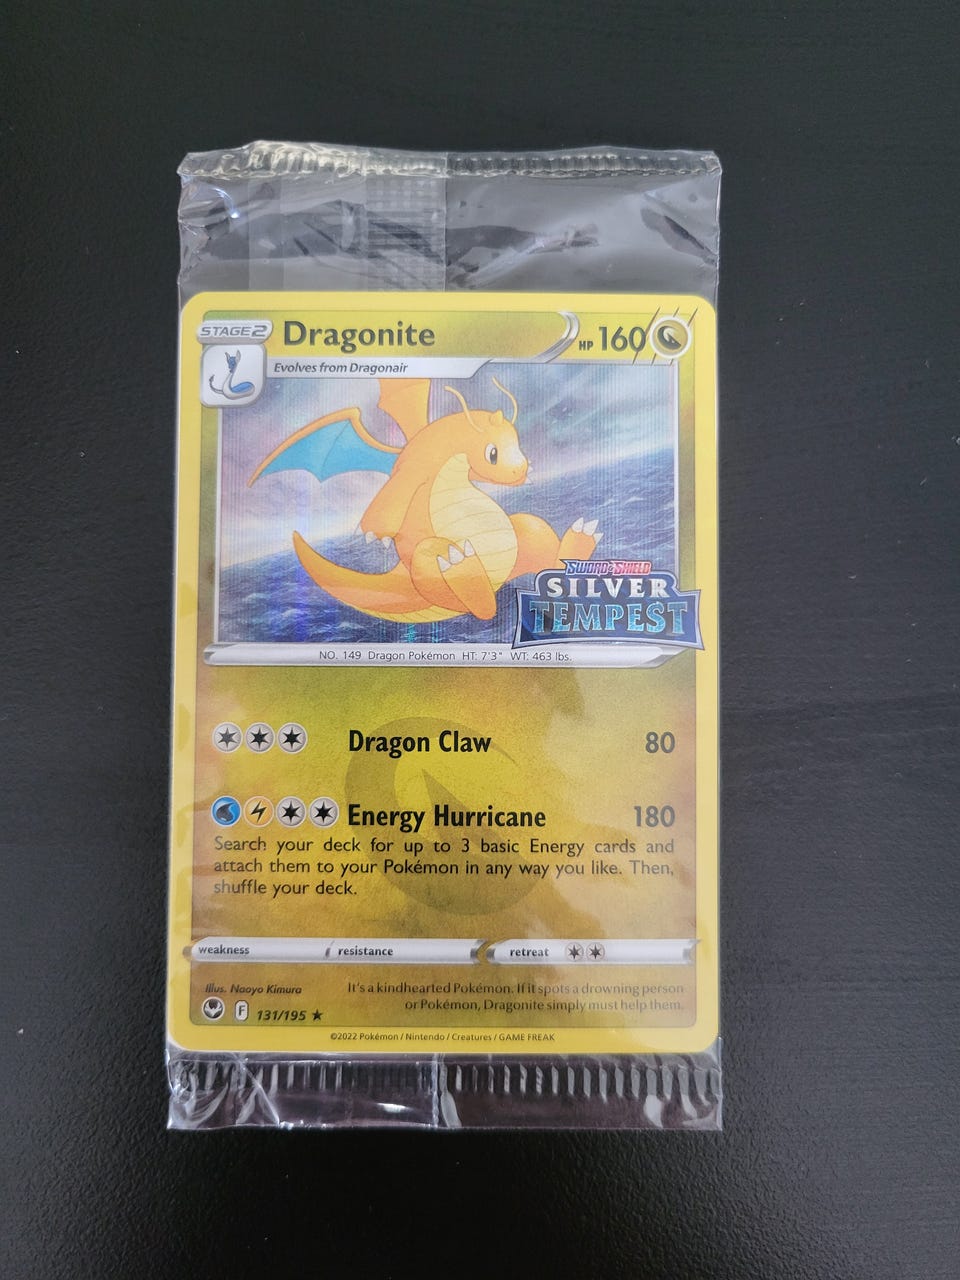 STAGE 2 Dragonite HP 160
Evolves from Dragonair
SWORD & SHIELD
SILVER
TEMPEST
NO. 149 Dragon Pokémon HT: 7'3" WT: 463 lbs.
Dragon Claw 80
Energy Hurricane 180
Search your deck for up to 3 basic Energy cards and
attach them to your Pokémon in any way you like. Then,
shuffle your deck.
weakness resistance retreat
Illus. Naoyo Kimura It's a kindhearted Pokémon. If it spots a drowning person
or Pokémon, Dragonite simply must help them.
F 131/195 ★
©2022 Pokémon / Nintendo / Creatures / GAME FREAK